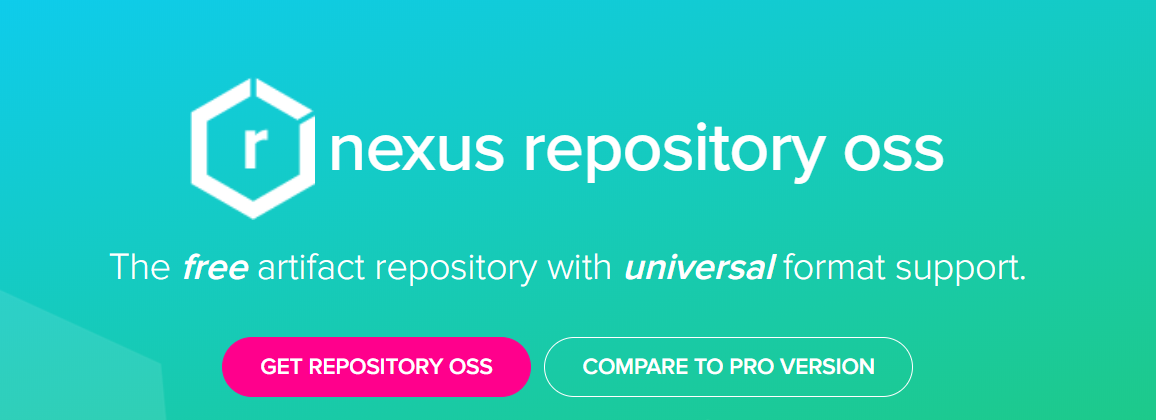 r
nexus repository oss
The free artifact repository with universal format support.
GET REPOSITORY OSS
COMPARE TO PRO VERSION